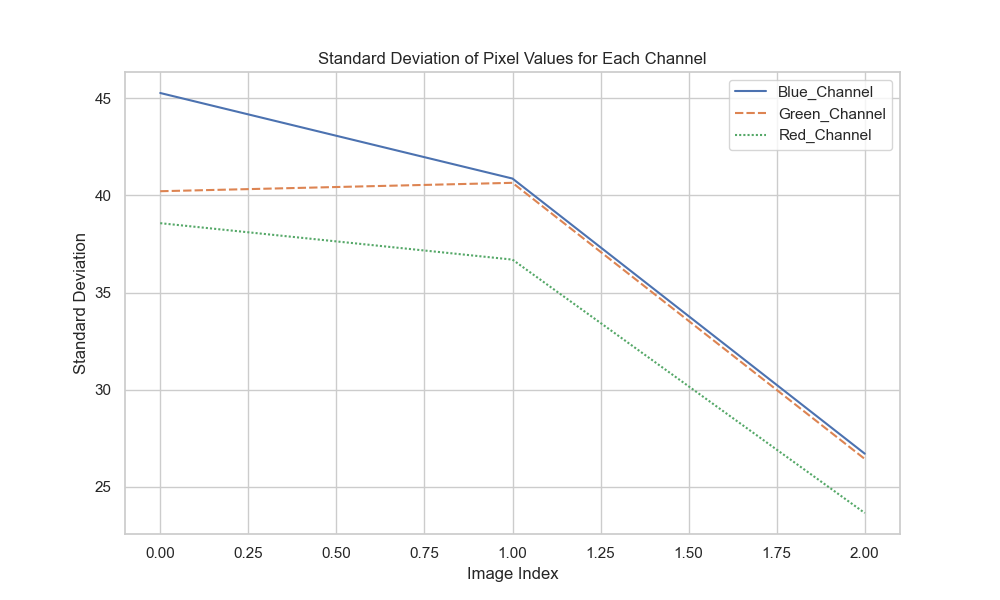 Standard Deviation of Pixel Values for Each Channel
Blue_Channel
Green_Channel
Red_Channel
45
40
35
30
25
Standard Deviation
0.00 0.25 0.50 0.75 1.00 1.25 1.50 1.75 2.00
Image Index